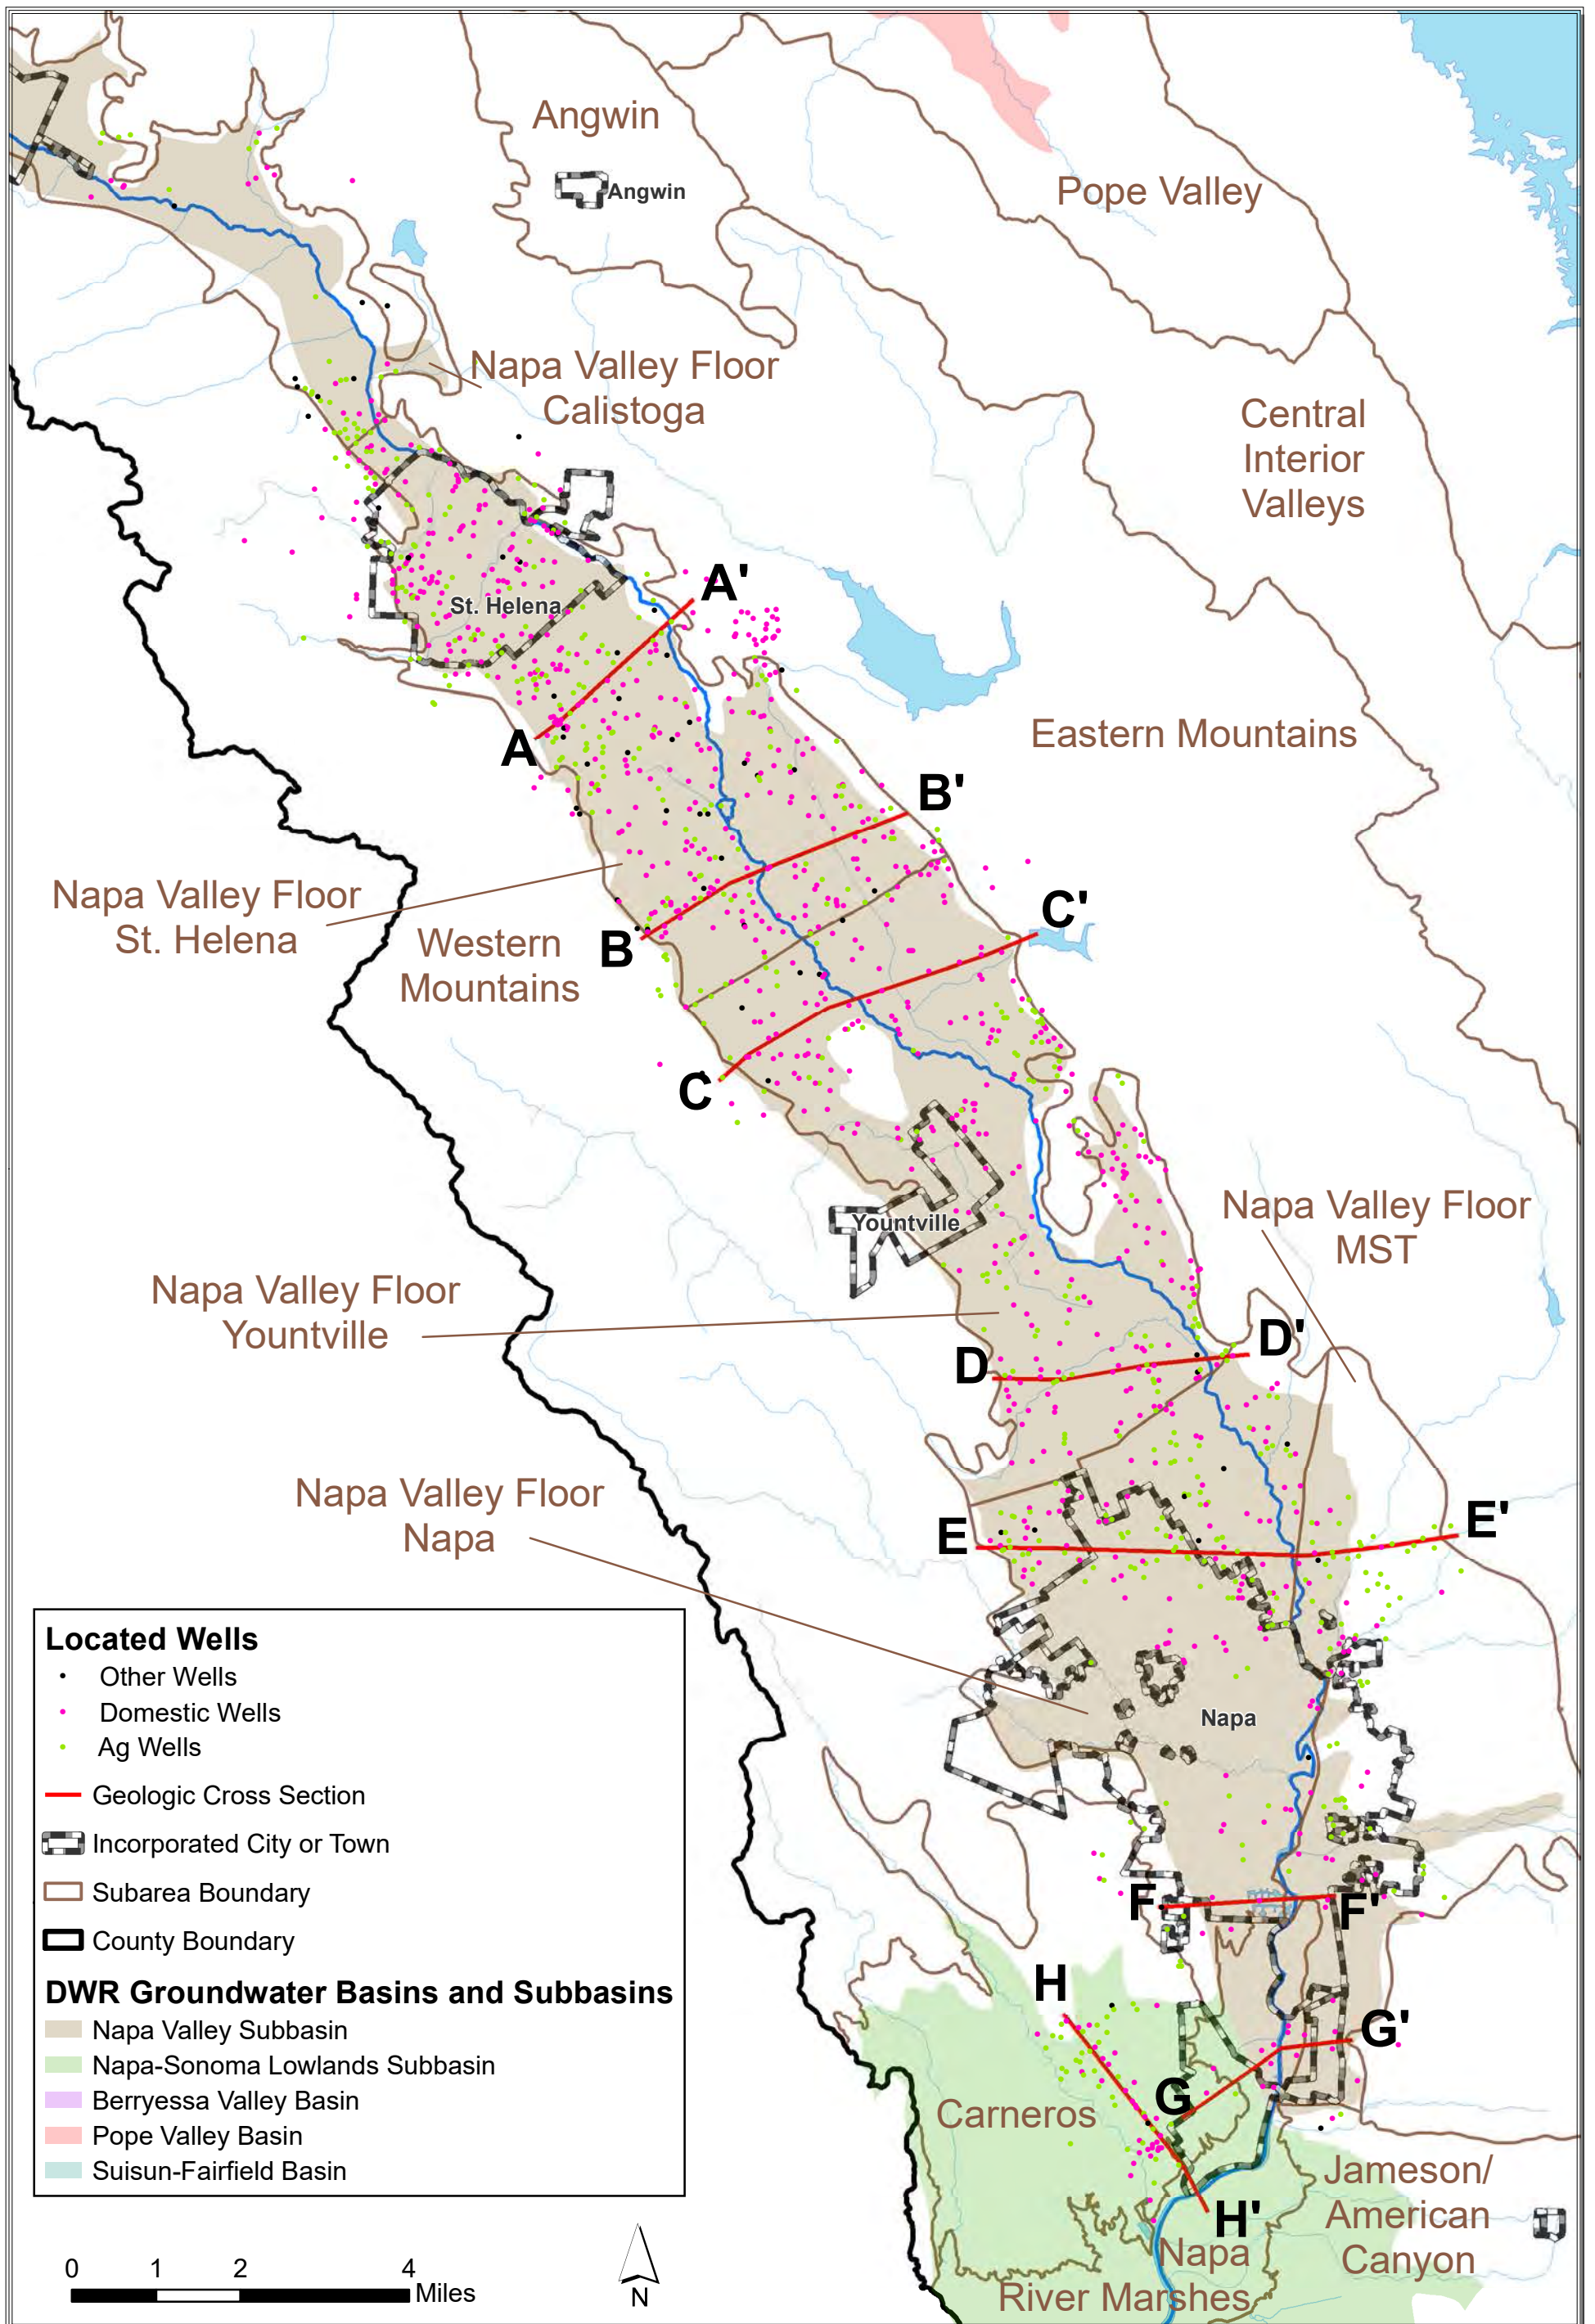 Angwin
Angwin
Pope Valley
Napa Valley Floor
Calistoga
Central
Interior
Valleys
A'
St. Helena
A
Eastern Mountains
B'
Napa Valley Floor
St. Helena
B
Western
Mountains
C'
C
Napa Valley Floor
MST
Yountville
Napa Valley Floor
Yountville
D
D'
Napa Valley Floor
Napa
E
E'
Napa
F
F'
H
G'
G
Carneros
H'
Jameson/
American
Canyon
Napa
River Marshes
Located Wells
Other Wells
Domestic Wells
Ag Wells
Geologic Cross Section
Incorporated City or Town
Subarea Boundary
County Boundary
DWR Groundwater Basins and Subbasins
Napa Valley Subbasin
Napa-Sonoma Lowlands Subbasin
Berryessa Valley Basin
Pope Valley Basin
Suisun-Fairfield Basin
0 1 2 4
Miles
N